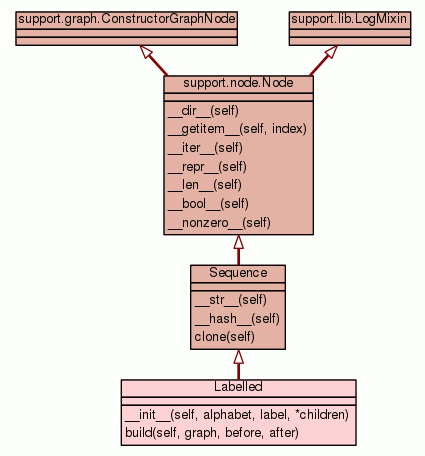 support.graph.ConstructorGraphNode
support.lib.LogMixin
support.node.Node
__dir__(self)
__getitem__(self, index)
__iter__(self)
__repr__(self)
__len__(self)
__bool__(self)
__nonzero__(self)
Sequence
__str__(self)
__hash__(self)
clone(self)
Labelled
__init__(self, alphabet, label, *children)
build(self, graph, before, after)